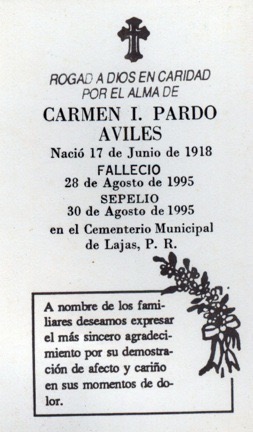 ROGAD A DIOS EN CARIDAD
POR EL ALMA DE
CARMEN I. PARDO
AVILES
Nació 17 de Junio de 1918
FALLECIO
28 de Agosto de 1995
SEPELIO
30 de Agosto de 1995
en el Cementerio Municipal
de Lajas, P. R.
A nombre de los fami-
liares deseamos expresar
el más sincero agradeci-
miento por su demostra-
ción de afecto y cariño
en sus momentos de do-
lor.